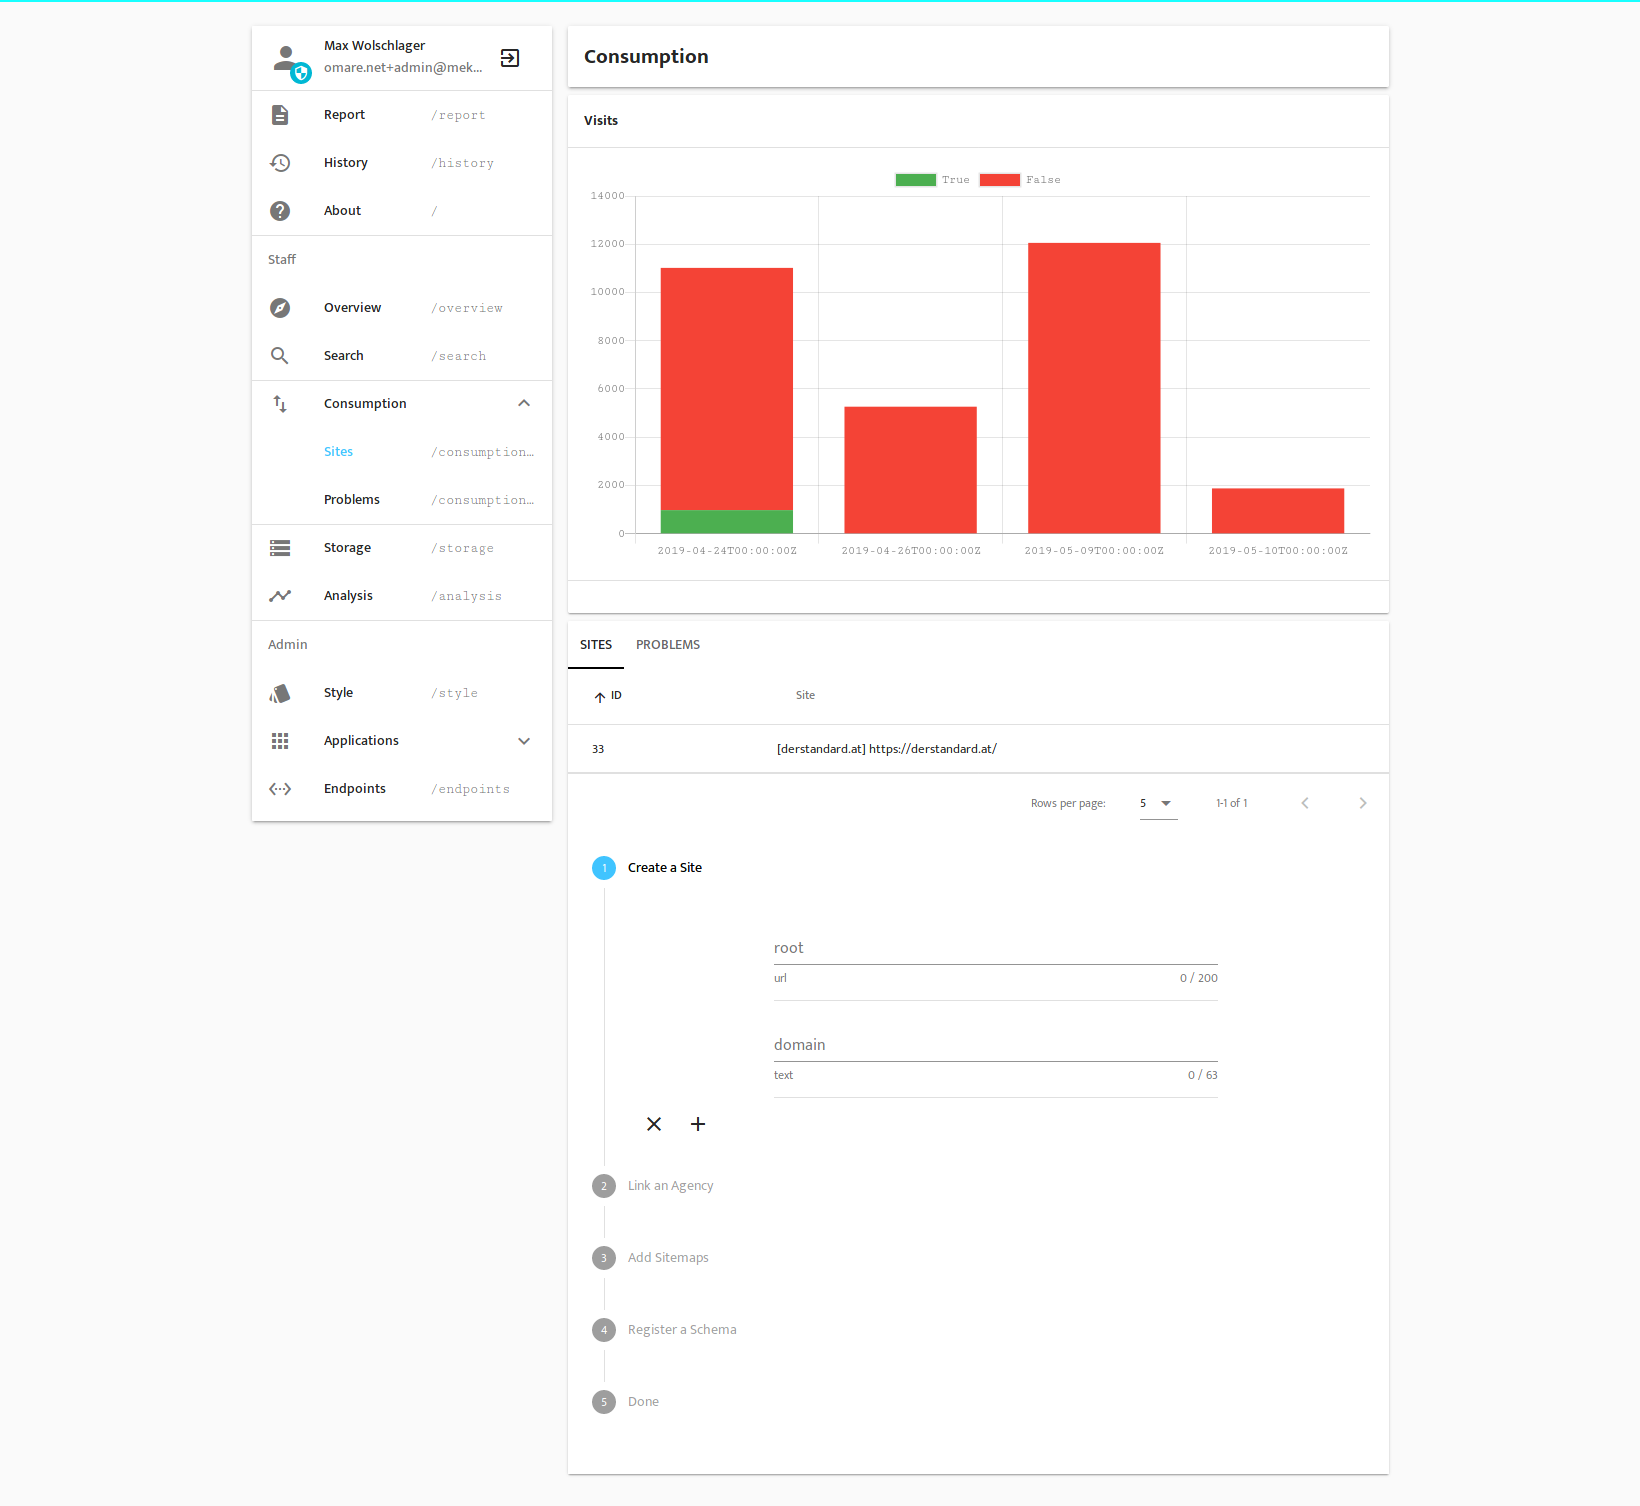 Max Wolschlager
omare.net+admin@mek...
Report /report
History /history
About /
Staff
Overview /overview
Search /search
Consumption
Sites /consumption…
Problems /consumption…
Storage /storage
Analysis /analysis
Admin
Style /style
Applications
Endpoints /endpoints
Consumption
Visits
True False
14000
12000
10000
8000
6000
4000
2000
0
2019-04-24T00:00:00Z 2019-04-26T00:00:00Z 2019-05-09T00:00:00Z 2019-05-10T00:00:00Z
SITES PROBLEMS
ID Site
33 [derstandard.at] https://derstandard.at/
Rows per page: 5 1-1 of 1
1 Create a Site
root
url 0 / 200
domain
text 0 / 63
2 Link an Agency
3 Add Sitemaps
4 Register a Schema
5 Done